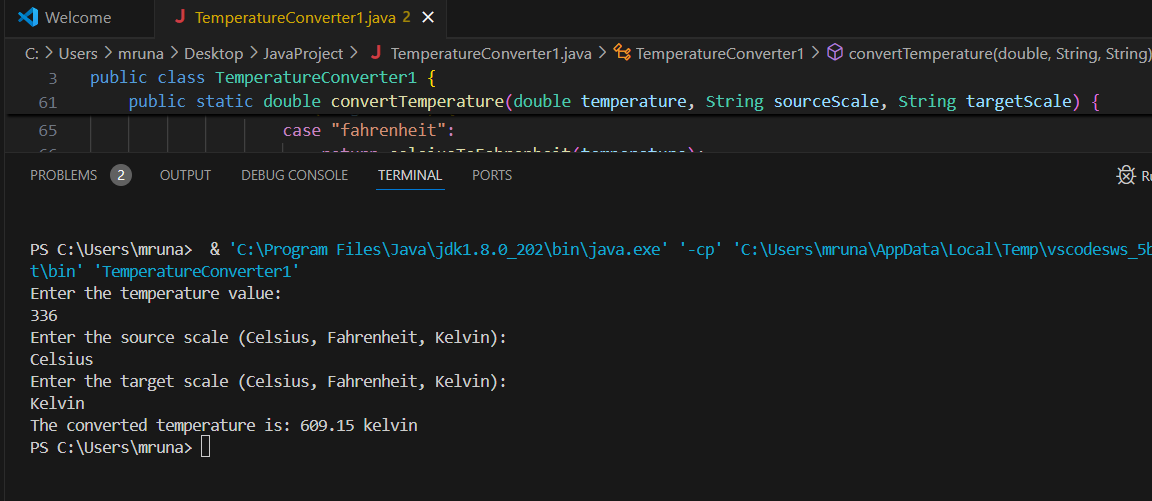 Welcome
J TemperatureConverter1.java 2
C: > Users > mruna > Desktop > JavaProject > J TemperatureConverter1.java > TemperatureConverter1 > convertTemperature(double, String, String)
3 public class TemperatureConverter1 {
61 public static double convertTemperature(double temperature, String sourceScale, String targetScale) {
65 case "fahrenheit":
return celsiusToFahrenheit(temperature);
PROBLEMS 2 OUTPUT DEBUG CONSOLE TERMINAL PORTS Ru
PS C:\Users\mruna> & 'C:\Program Files\Java\jdk1.8.0_202\bin\java.exe' '-cp' 'C:\Users\mruna\AppData\Local\Temp\vscodesws_5b
t\bin' 'TemperatureConverter1'
Enter the temperature value:
336
Enter the source scale (Celsius, Fahrenheit, Kelvin):
Celsius
Enter the target scale (Celsius, Fahrenheit, Kelvin):
Kelvin
The converted temperature is: 609.15 kelvin
PS C:\Users\mruna>